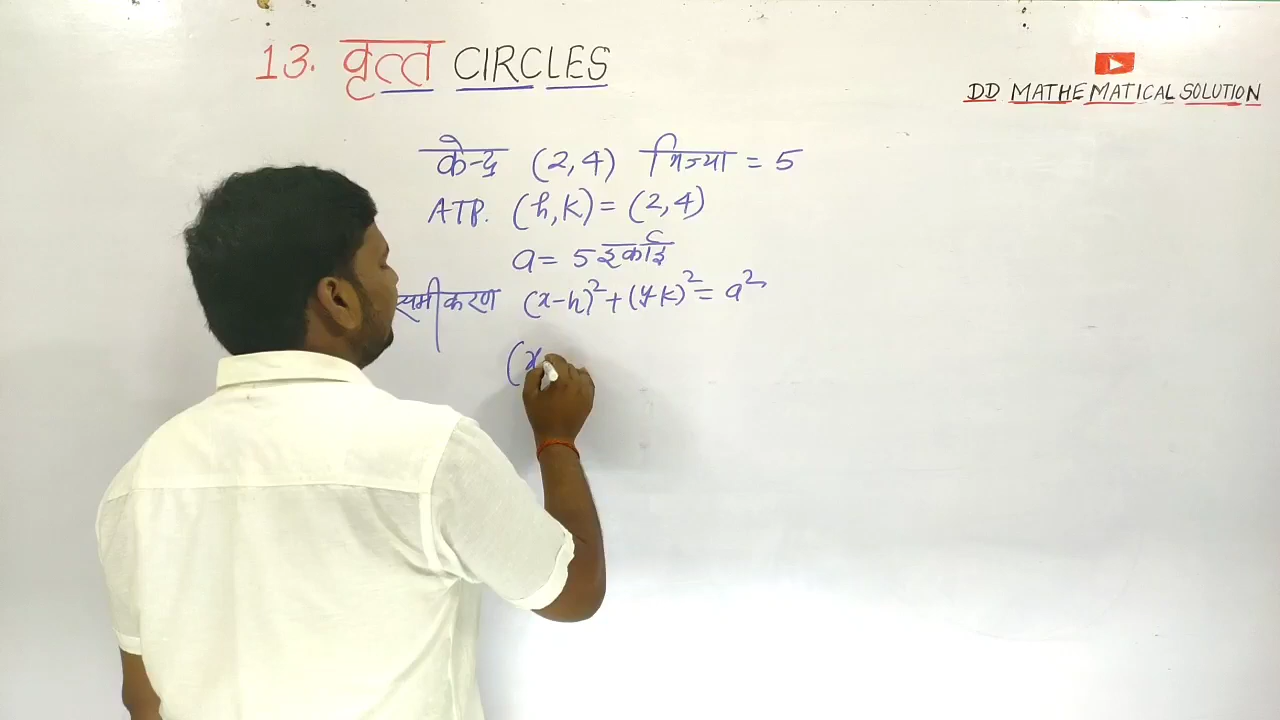 13. वृत्त CIRCLES
DD MATHEMATICAL SOLUTION
केन्द्र (2,4) त्रिज्या = 5
ATP. (h,k) = (2,4)
a = 5 इकाई
समीकरण (x-h)² + (y-k)² = a²
(x